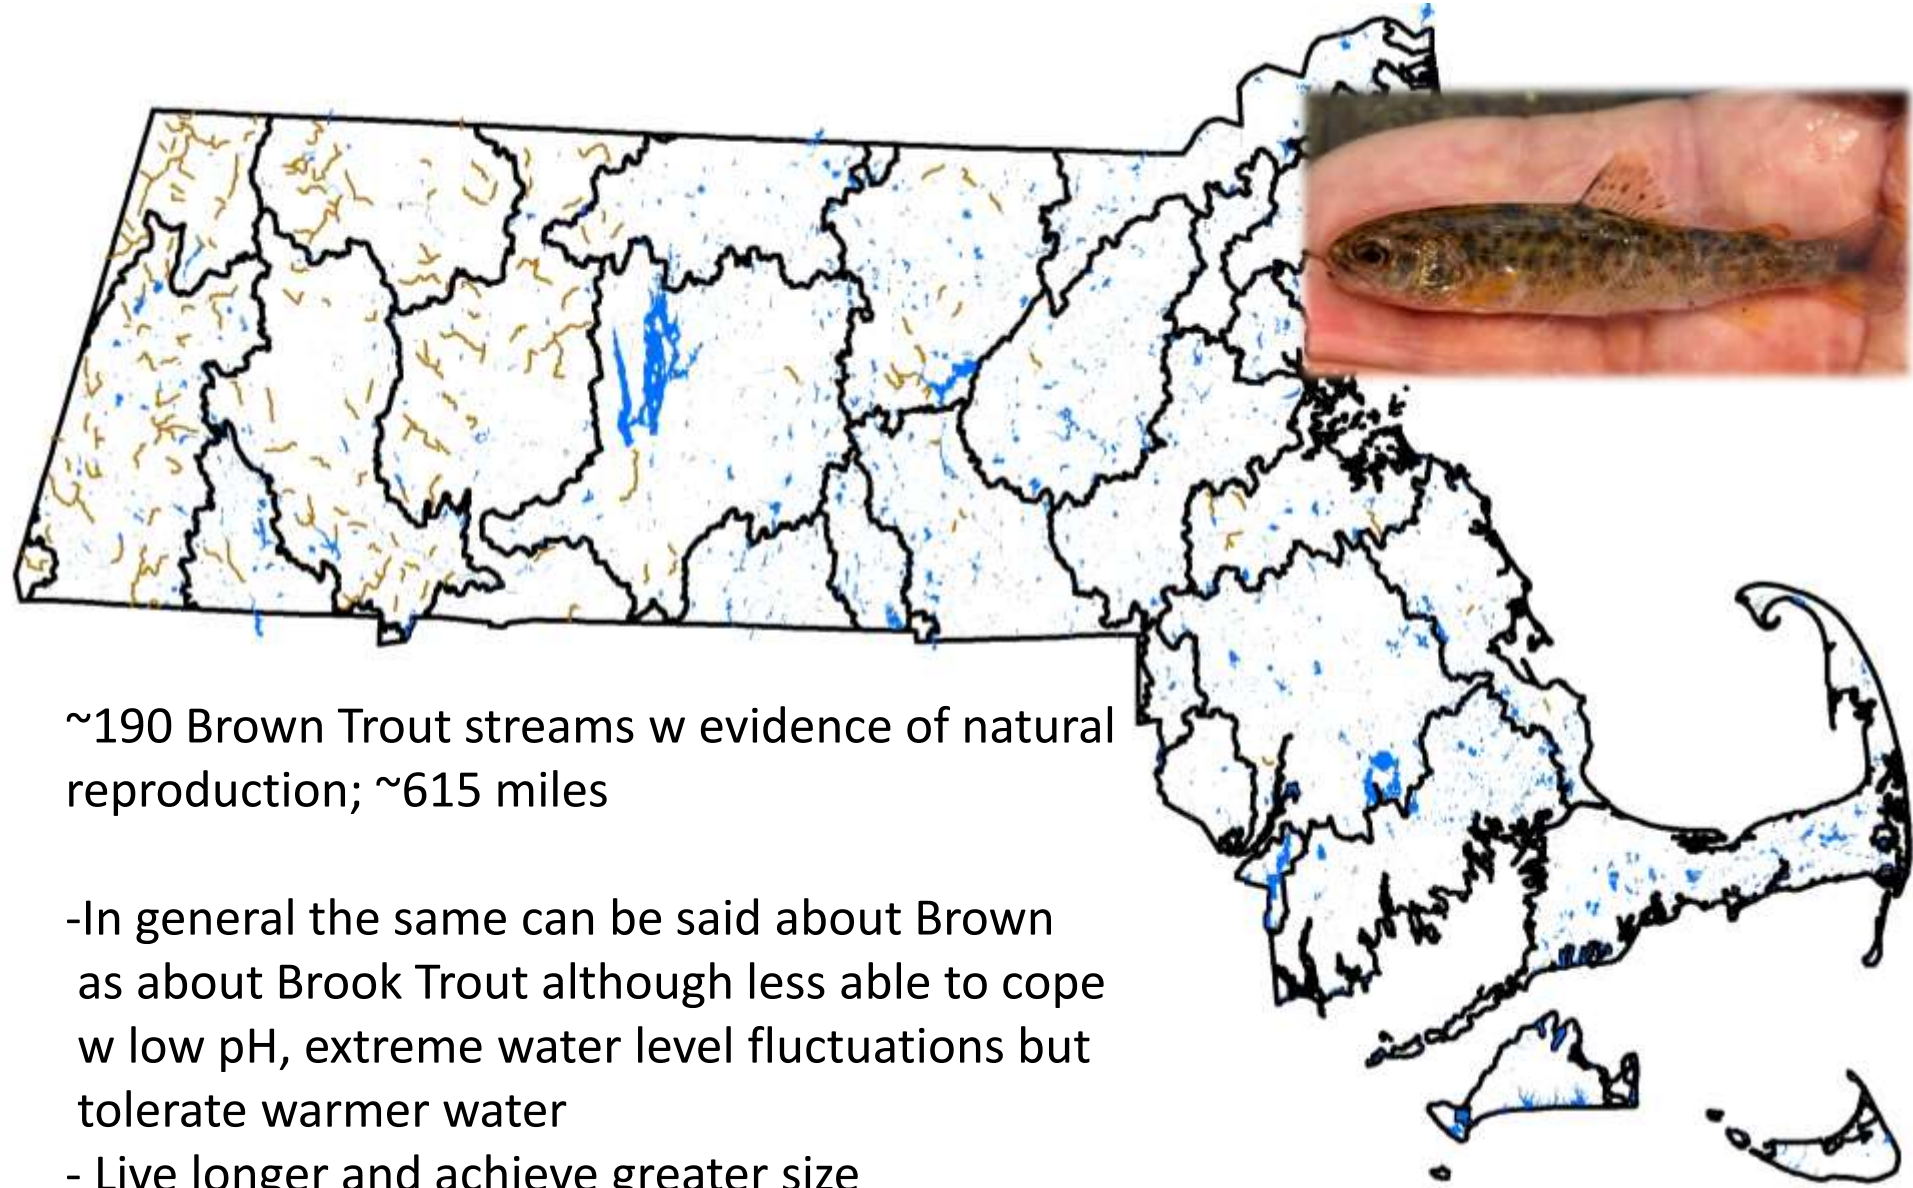 ~190 Brown Trout streams w evidence of natural
reproduction; ~615 miles
-In general the same can be said about Brown
as about Brook Trout although less able to cope
w low pH, extreme water level fluctuations but
tolerate warmer water
- Live longer and achieve greater size